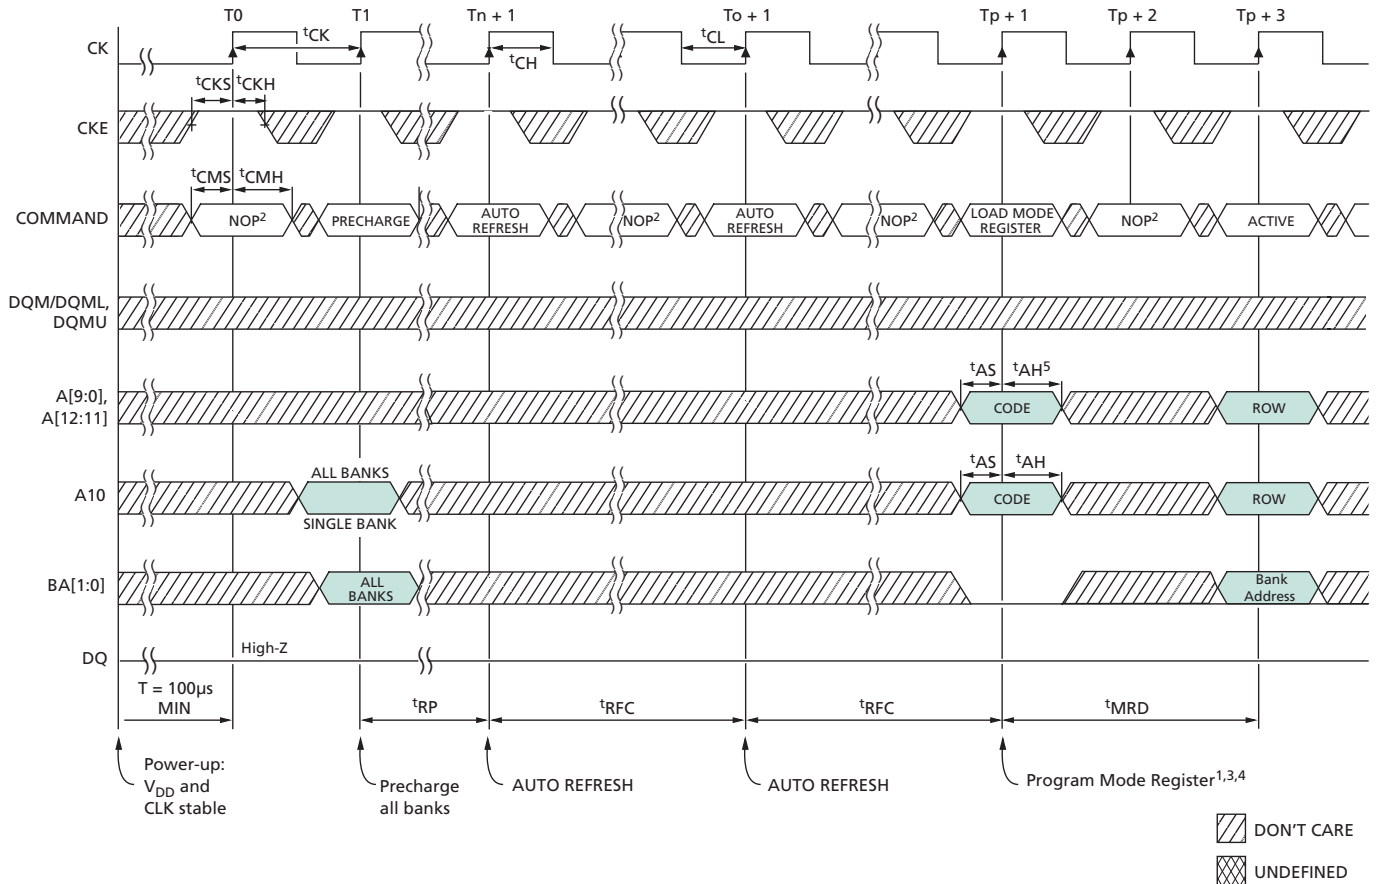 T0 T1 Tn + 1 To + 1 Tp + 1 Tp + 2 Tp + 3
CK
tCK
tCH
tCL
tCKS tCKH
CKE
tCMS tCMH
COMMAND
NOP2
PRECHARGE
AUTO
REFRESH
NOP2
AUTO
REFRESH
NOP2
LOAD MODE
REGISTER
NOP2
ACTIVE
DQM/DQML,
DQMU
tAS tAH5
A[9:0],
A[12:11]
CODE
ROW
ALL BANKS
tAS tAH
A10
CODE
ROW
SINGLE BANK
BA[1:0]
ALL
BANKS
Bank
Address
DQ
High-Z
T = 100µs
MIN
tRP
tRFC
tRFC
tMRD
Power-up:
VDD and
CLK stable
Precharge
all banks
AUTO REFRESH
AUTO REFRESH
Program Mode Register1,3,4
DON'T CARE
UNDEFINED